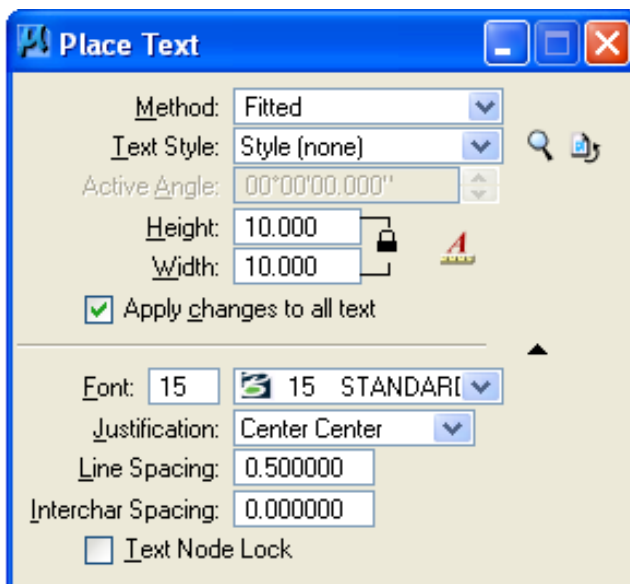 Place Text
Method: Fitted
Text Style: Style (none)
Active Angle: 00°00'00.000"
Height: 10.000
Width: 10.000
Apply changes to all text
Font: 15 15 STANDARD
Justification: Center Center
Line Spacing: 0.500000
Interchar Spacing: 0.000000
Text Node Lock